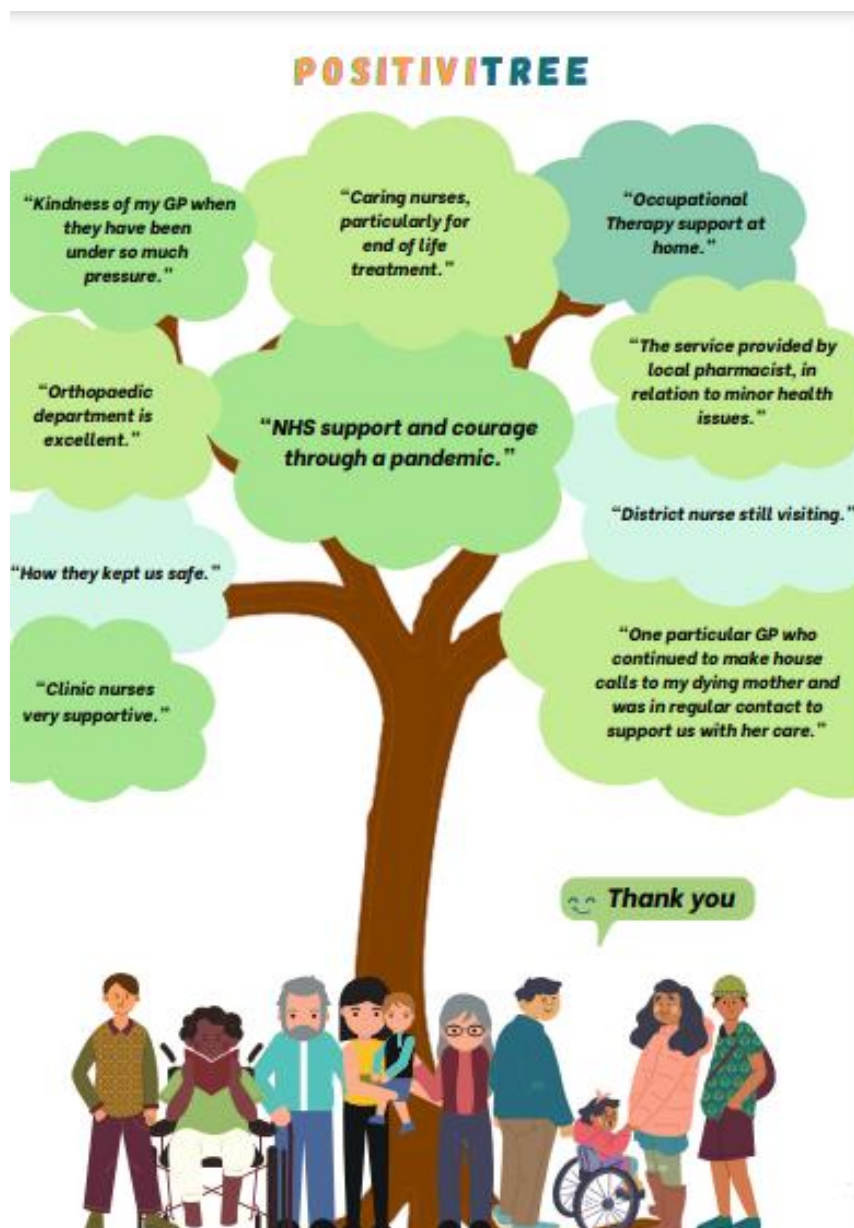 POSITIVITREE
“Kindness of my GP when
they have been
under so much
pressure.”
“Caring nurses,
particularly for
end of life
treatment.”
“Occupational
Therapy support at
home.”
“Orthopaedic
department is
excellent.”
“NHS support and courage
through a pandemic.”
“The service provided by
local pharmacist, in
relation to minor health
issues.”
“How they kept us safe.”
“District nurse still visiting.”
“Clinic nurses
very supportive.”
“One particular GP who
continued to make house
calls to my dying mother and
was in regular contact to
support us with her care.”
Thank you